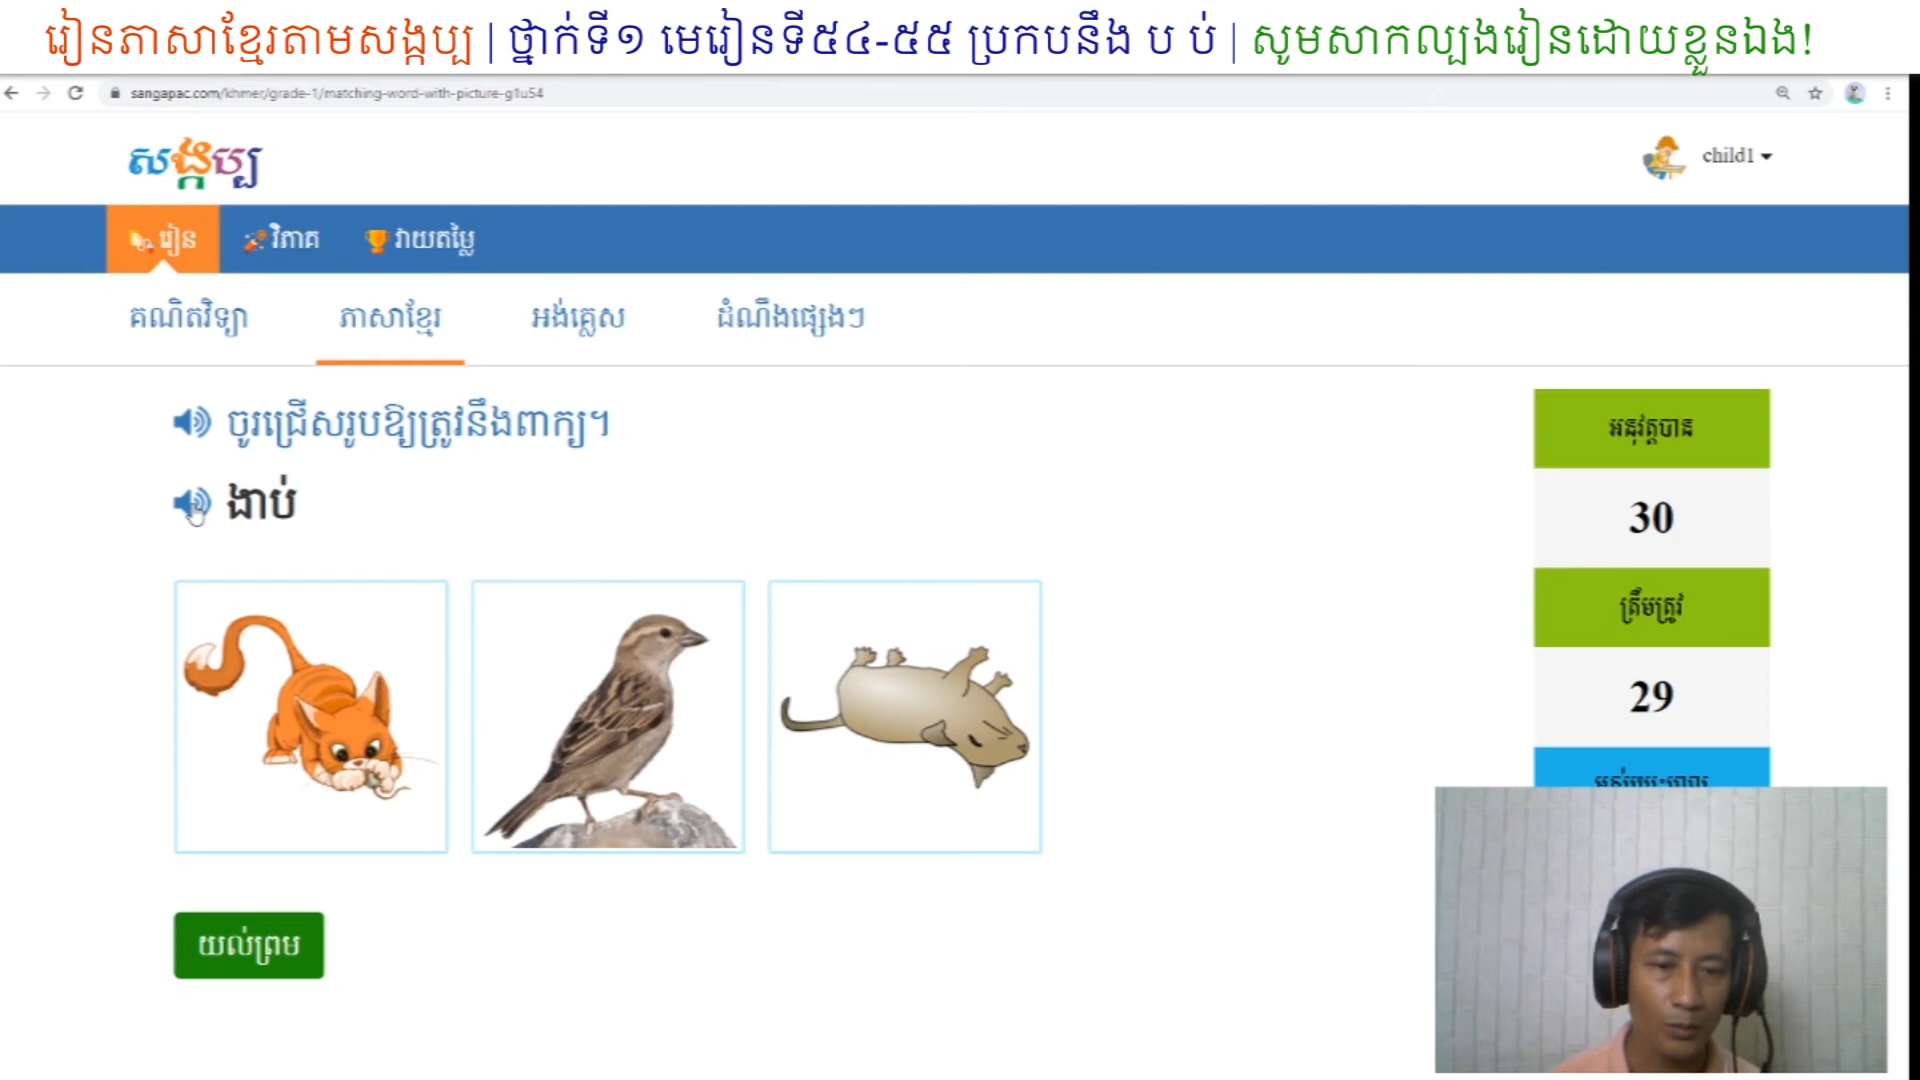 រៀនភាសាខ្មែរតាមសង្កប្ប | ថ្នាក់ទី១ មេរៀនទី៥៤-៥៥ ប្រកបនឹង ប ប់ | សូមសាកល្បងរៀនដោយខ្លួនឯង!
sangapac.com/khmer/grade-1/matching-word-with-picture-g1u54
សង្កប្ប
child1
រៀន វិភាគ វាយតម្លៃ
គណិតវិទ្យា ភាសាខ្មែរ អង់គ្លេស ដំណឹងផ្សេងៗ
ចូរជ្រើសរូបឱ្យត្រូវនឹងពាក្យ។
ងាប់
អនុវត្តបាន
30
ត្រឹមត្រូវ
29
យល់ព្រម